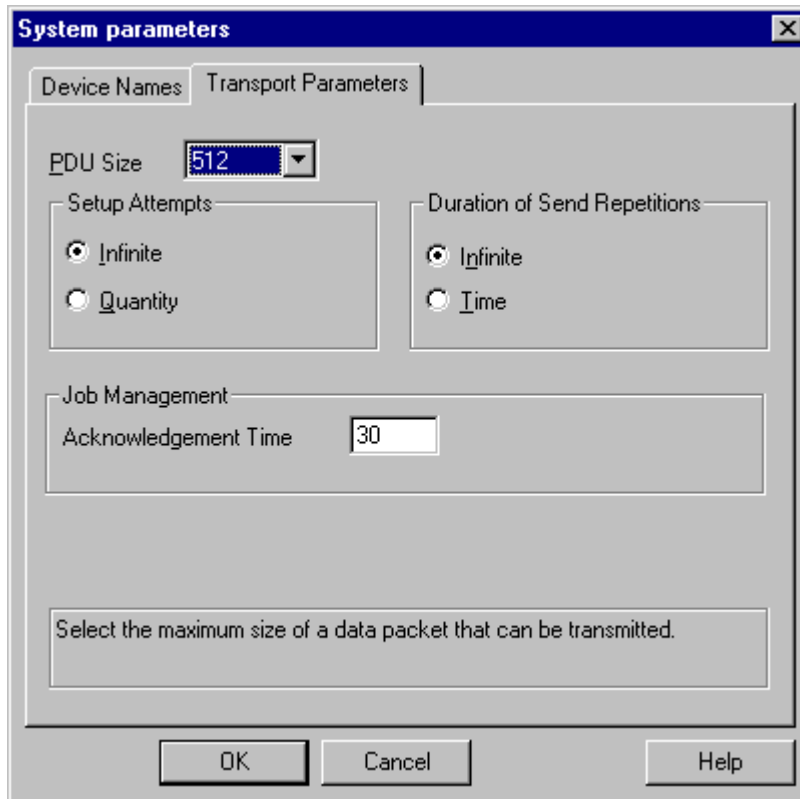 System parameters
Device Names
Transport Parameters
PDU Size
512
Setup Attempts
Duration of Send Repetitions
Infinite
Infinite
Quantity
Time
Job Management
Acknowledgement Time
30
Select the maximum size of a data packet that can be transmitted.
OK
Cancel
Help